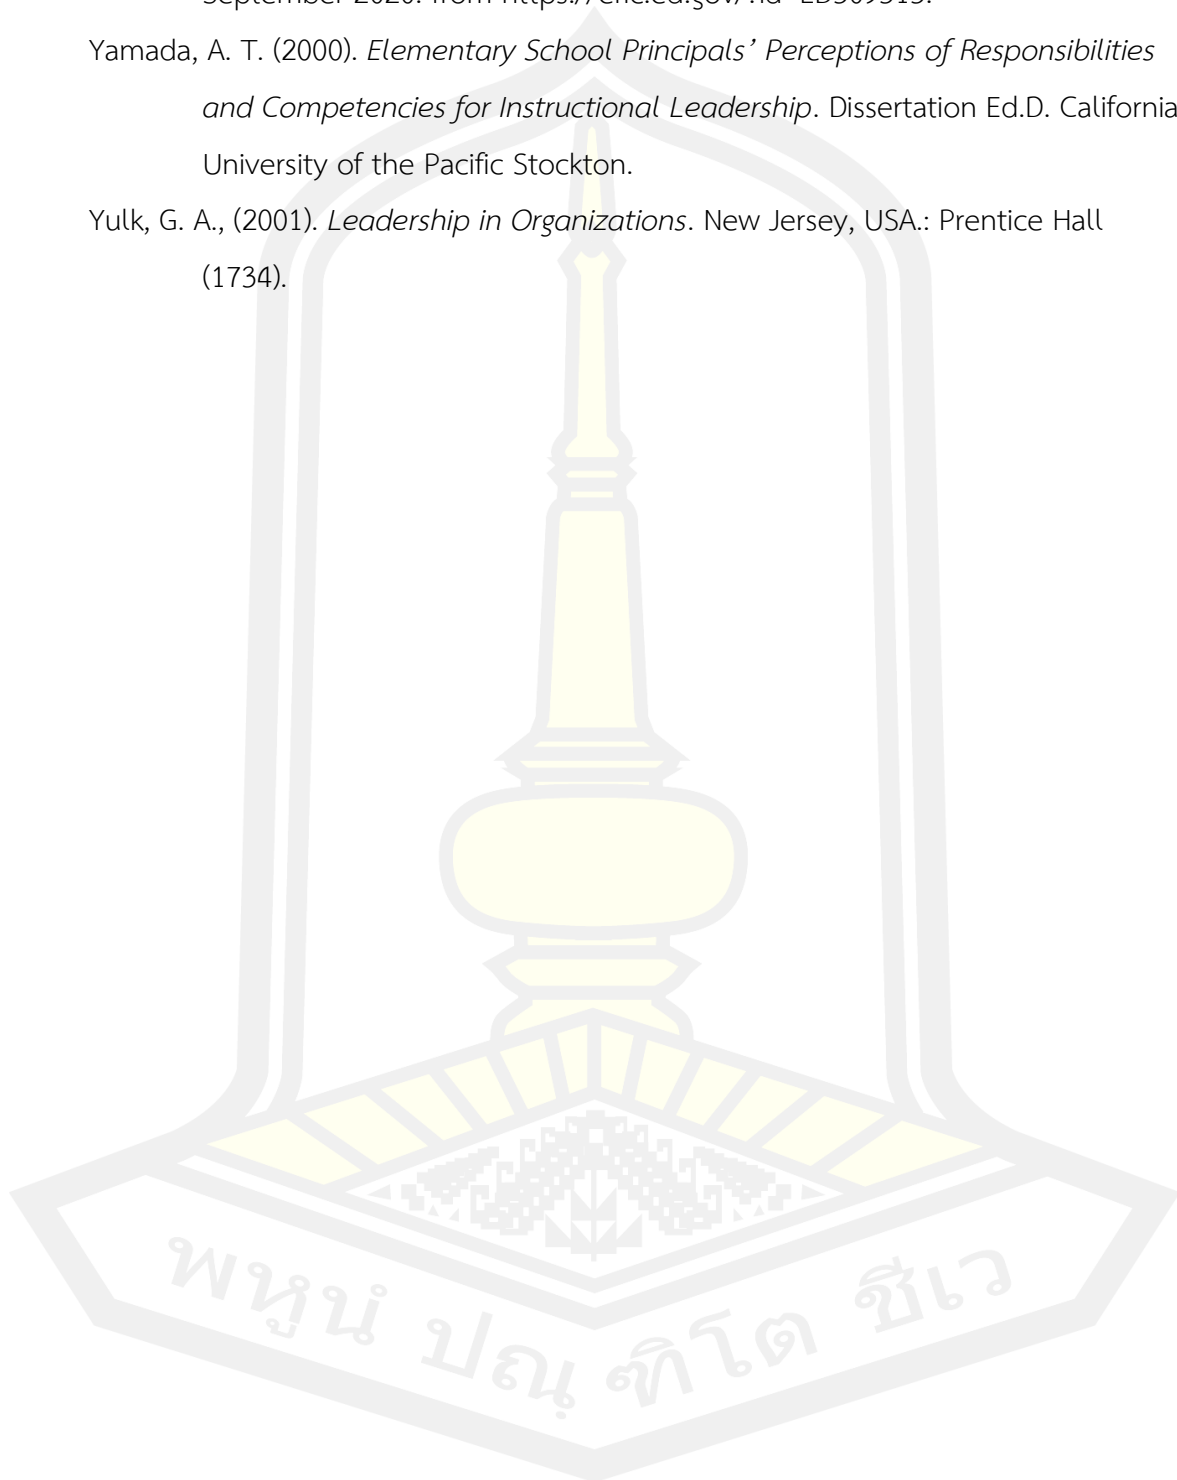 Yamada, A. T. (2000). Elementary School Principals’ Perceptions of Responsibilities
and Competencies for Instructional Leadership. Dissertation Ed.D. California
University of the Pacific Stockton.
Yulk, G. A., (2001). Leadership in Organizations. New Jersey, USA.: Prentice Hall
(1734).
พหูนํ ปณฺฑิโต ชีเว